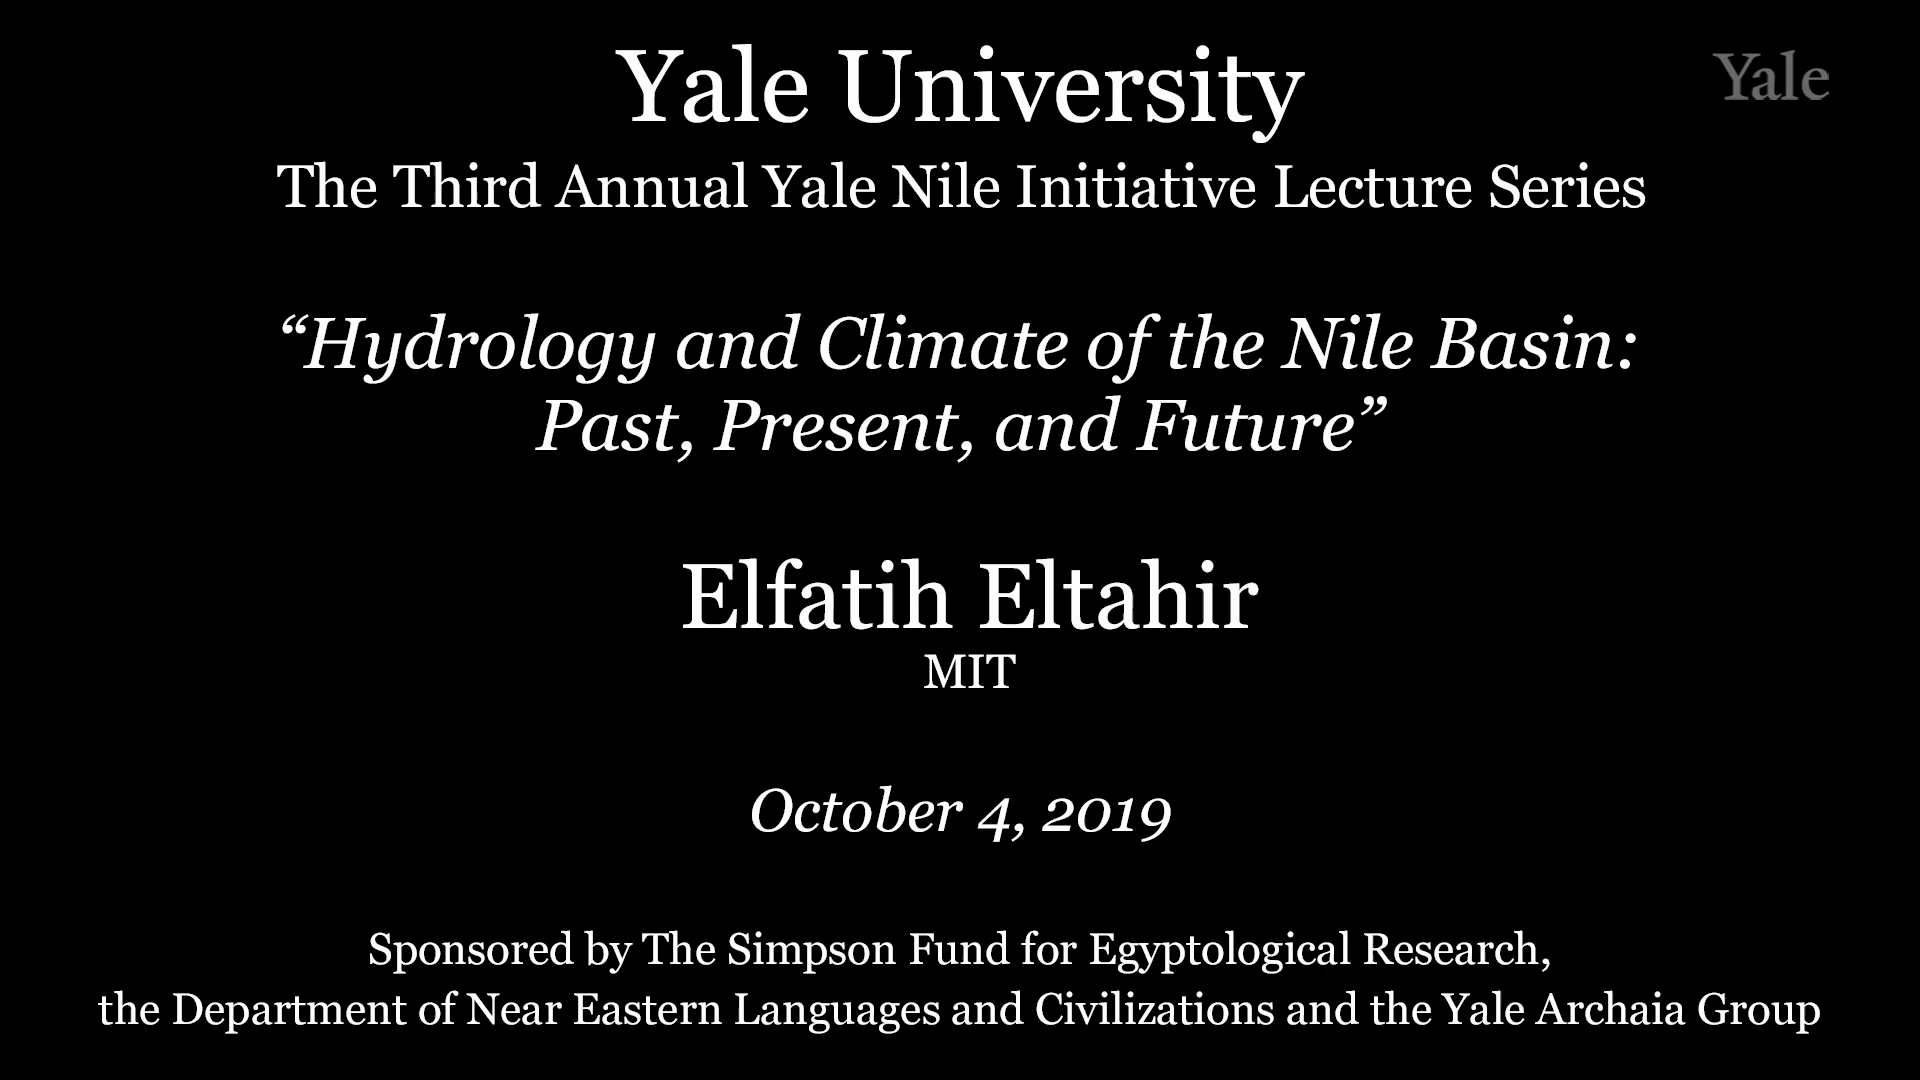 Yale University
Yale
The Third Annual Yale Nile Initiative Lecture Series
“Hydrology and Climate of the Nile Basin:
Past, Present, and Future”
Elfatih Eltahir
MIT
October 4, 2019
Sponsored by The Simpson Fund for Egyptological Research,
the Department of Near Eastern Languages and Civilizations and the Yale Archaia Group